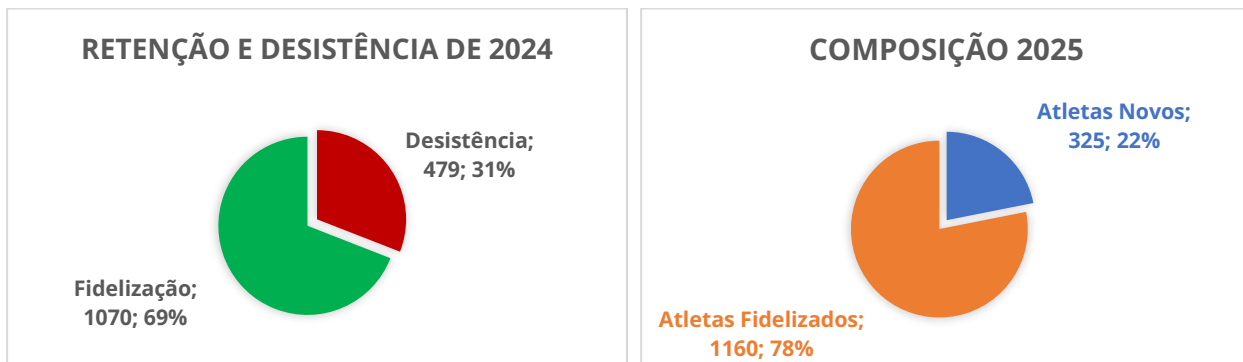 RETENÇÃO E DESISTÊNCIA DE 2024
Desistência;
479; 31%
Fidelização;
1070; 69%
COMPOSIÇÃO 2025
Atletas Novos;
325; 22%
Atletas Fidelizados;
1160; 78%